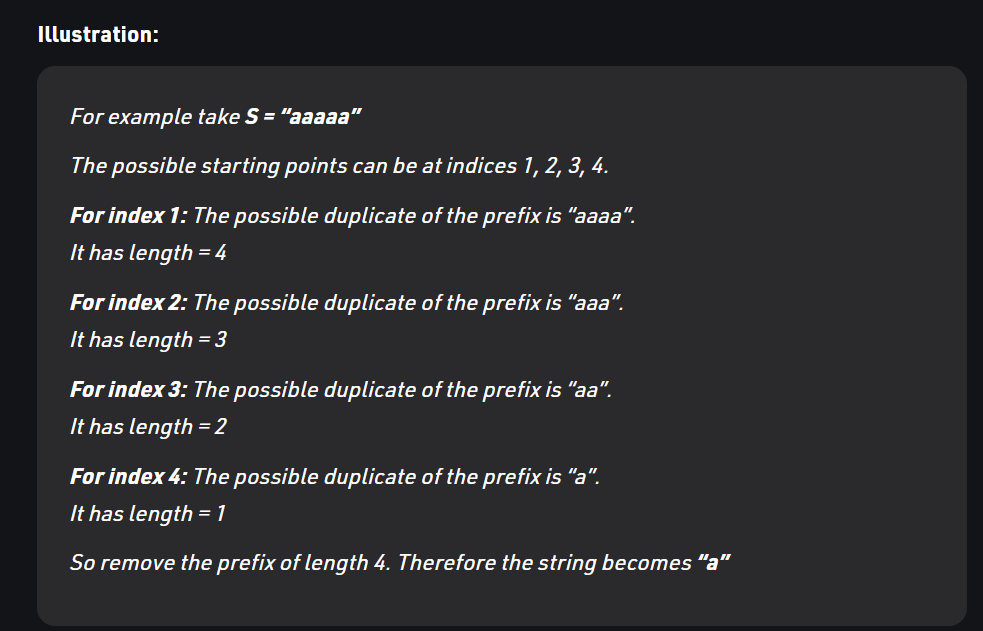 Illustration:
For example take S = “aaaaa”
The possible starting points can be at indices 1, 2, 3, 4.
For index 1: The possible duplicate of the prefix is “aaaa”.
It has length = 4
For index 2: The possible duplicate of the prefix is “aaa”.
It has length = 3
For index 3: The possible duplicate of the prefix is “aa”.
It has length = 2
For index 4: The possible duplicate of the prefix is “a”.
It has length = 1
So remove the prefix of length 4. Therefore the string becomes “a”